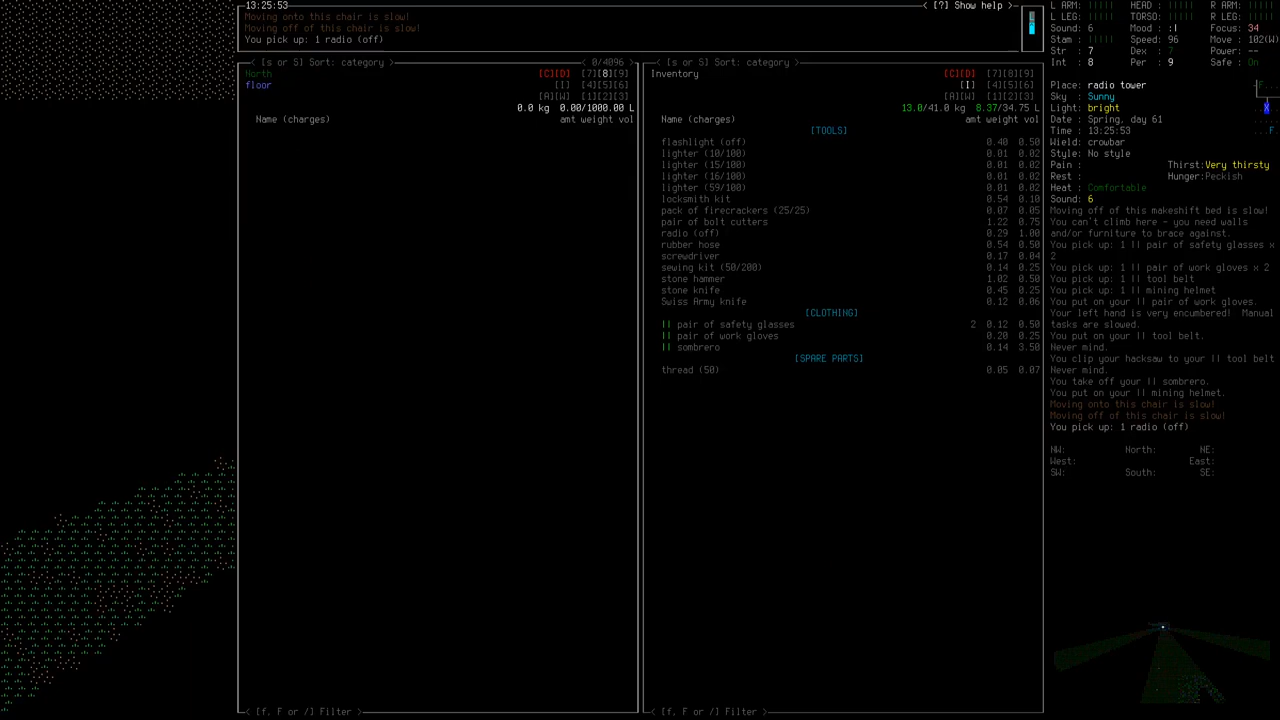 13:25:53
< [?] Show help >
Moving onto this chair is slow!
Moving off of this chair is slow!
You pick up: 1 radio (off)
< [s or S] Sort: category >
< 0/4096 >
North
[C][D] [7][8][9]
floor
[I] [4][5][6]
[A][W] [1][2][3]
0.0 kg 0.00/1000.00 L
Name (charges) amt weight vol
< [f, F or /] Filter >
< [s or S] Sort: category >
Inventory
[C][D] [7][8][9]
[I] [4][5][6]
[A][W] [1][2][3]
13.0/41.0 kg 8.37/34.75 L
Name (charges) amt weight vol
[TOOLS]
flashlight (off) 0.40 0.50
lighter (10/100) 0.01 0.02
lighter (15/100) 0.01 0.02
lighter (16/100) 0.01 0.02
lighter (59/100) 0.01 0.02
locksmith kit 0.54 0.10
pack of firecrackers (25/25) 0.07 0.05
pair of bolt cutters 1.22 0.75
radio (off) 0.29 1.00
rubber hose 0.54 0.50
screwdriver 0.17 0.04
sewing kit (50/200) 0.14 0.25
stone hammer 1.02 0.50
stone knife 0.45 0.25
Swiss Army knife 0.12 0.06
[CLOTHING]
|| pair of safety glasses 2 0.12 0.50
|| pair of work gloves 0.20 0.25
|| sombrero 0.14 3.50
[SPARE PARTS]
thread (50) 0.05 0.07
< [f, F or /] Filter >
L ARM: ||||| HEAD : ||||| R ARM: |||||
L LEG: ||||| TORSO: ||||| R LEG: |||||
Sound: 6 Mood : :| Focus: 34
Stam : ||||| Speed: 96 Move : 102(W)
Str : 7 Dex : 7 Power: --
Int : 8 Per : 9 Safe : On
Place: radio tower
Sky : Sunny
Light: bright
Date : Spring, day 61
Time : 13:25:53
Wield: crowbar
Style: No style
Pain : Thirst:Very thirsty
Rest : Hunger:Peckish
Heat : Comfortable
Sound: 6
Moving off of this makeshift bed is slow!
You can't climb here - you need walls
and/or furniture to brace against.
You pick up: 1 || pair of safety glasses x
2
You pick up: 1 || pair of work gloves x 2
You pick up: 1 || tool belt
You pick up: 1 || mining helmet
You put on your || pair of work gloves.
Your left hand is very encumbered! Manual
tasks are slowed.
You put on your || tool belt.
Never mind.
You clip your hacksaw to your || tool belt
Never mind.
You take off your || sombrero.
You put on your || mining helmet.
Moving onto this chair is slow!
Moving off of this chair is slow!
You pick up: 1 radio (off)
NW: North: NE:
West: East:
SW: South: SE: